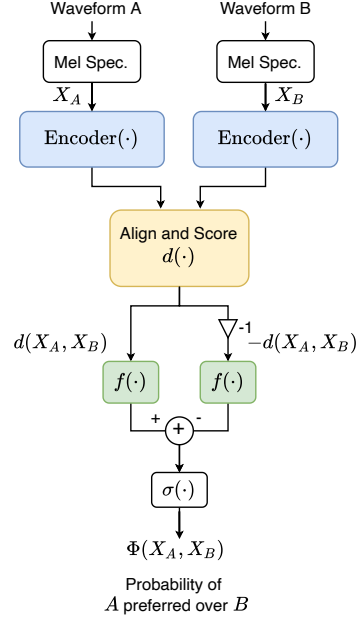 Waveform A
Waveform B
Mel Spec.
Mel Spec.
X_A
X_B
Encoder(·)
Encoder(·)
Align and Score
d(·)
-1
d(X_A, X_B)
−d(X_A, X_B)
f(·)
f(·)
+
-
+
σ(·)
Φ(X_A, X_B)
Probability of
A preferred over B